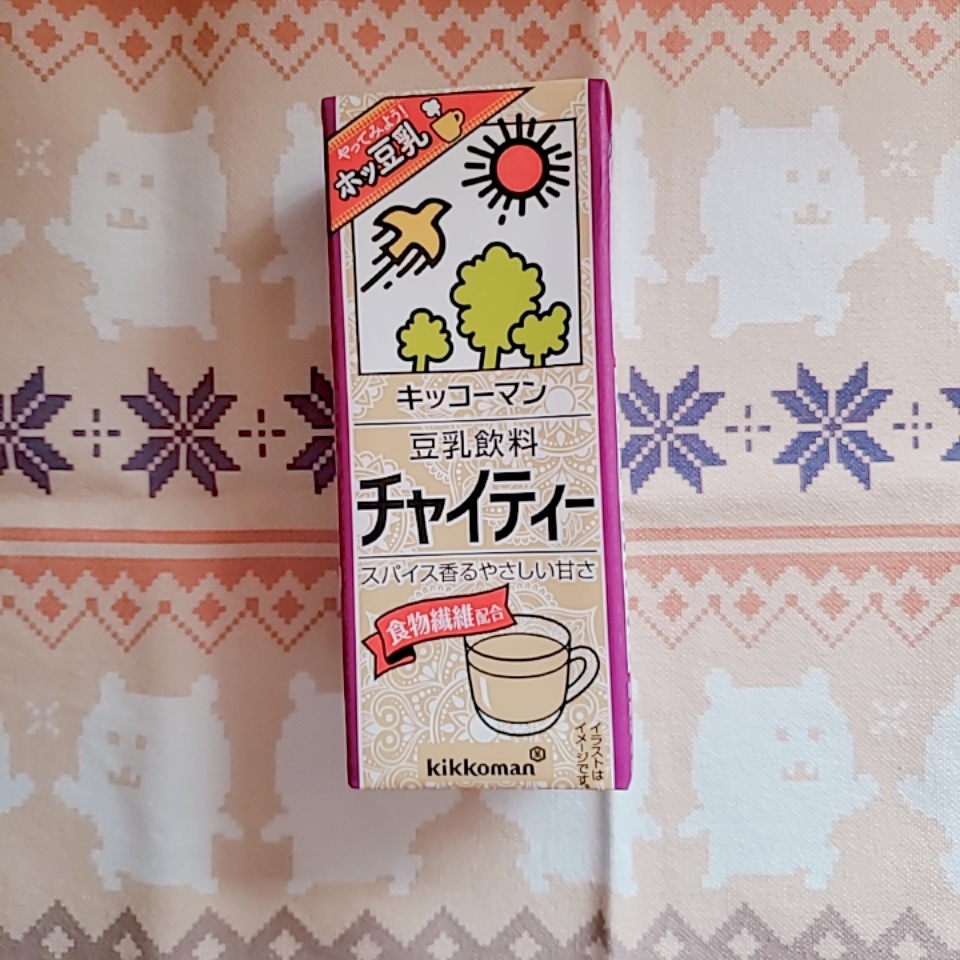 やってみよう!
ホッ豆乳
キッコーマン
豆乳飲料
チャイティー
スパイス香るやさしい甘さ
食物繊維配合
イラストは
イメージです。
kikkoman